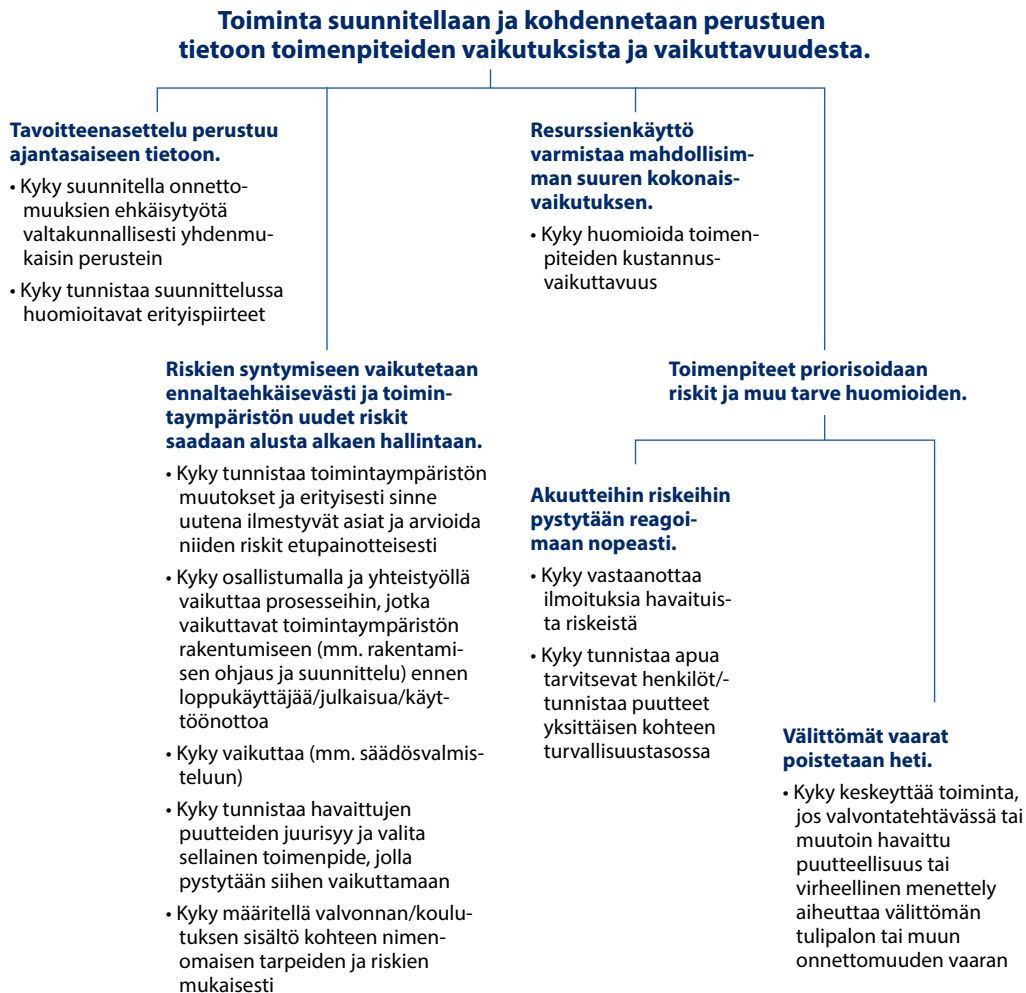 Toiminta suunnitellaan ja kohdennetaan perustuen
tietoon toimenpiteiden vaikutuksista ja vaikuttavuudesta.
Tavoitteenasettelu perustuu
ajantasaiseen tietoon.
• Kyky suunnitella onnetto-
muuksien ehkäisytyötä
valtakunnallisesti yhdenmu-
kaisin perustein
• Kyky tunnistaa suunnittelussa
huomioitavat erityispiirteet
Resurssienkäyttö
varmistaa mahdollisim-
man suuren kokonais-
vaikutuksen.
• Kyky huomioida toimen-
piteiden kustannus-
vaikuttavuus
Riskien syntymiseen vaikutetaan
ennaltaehkäisevästi ja toimin-
taympäristön uudet riskit
saadaan alusta alkaen hallintaan.
• Kyky tunnistaa toimintaympäristön
muutokset ja erityisesti sinne
uutena ilmestyvät asiat ja arvioida
niiden riskit etupainotteisesti
• Kyky osallistumalla ja yhteistyöllä
vaikuttaa prosesseihin, jotka
vaikuttavat toimintaympäristön
rakentumiseen (mm. rakentami-
sen ohjaus ja suunnittelu) ennen
loppukäyttäjää/julkaisua/käyt-
töönottoa
• Kyky vaikuttaa (mm. säädösvalmis-
teluun)
• Kyky tunnistaa havaittujen
puutteiden juurisyy ja valita
sellainen toimenpide, jolla
pystytään siihen vaikuttamaan
• Kyky määritellä valvonnan/koulu-
tuksen sisältö kohteen nimen-
omaisen tarpeiden ja riskien
mukaisesti
Toimenpiteet priorisoidaan
riskit ja muu tarve huomioiden.
Akuutteihin riskeihin
pystytään reagoi-
maan nopeasti.
• Kyky vastaanottaa
ilmoituksia havaituis-
ta riskeistä
• Kyky tunnistaa apua
tarvitsevat henkilöt/-
tunnistaa puutteet
yksittäisen kohteen
turvallisuustasossa
Välittömät vaarat
poistetaan heti.
• Kyky keskeyttää toiminta,
jos valvontatehtävässä tai
muutoin havaittu
puutteellisuus tai
virheellinen menettely
aiheuttaa välittömän
tulipalon tai muun
onnettomuuden vaaran